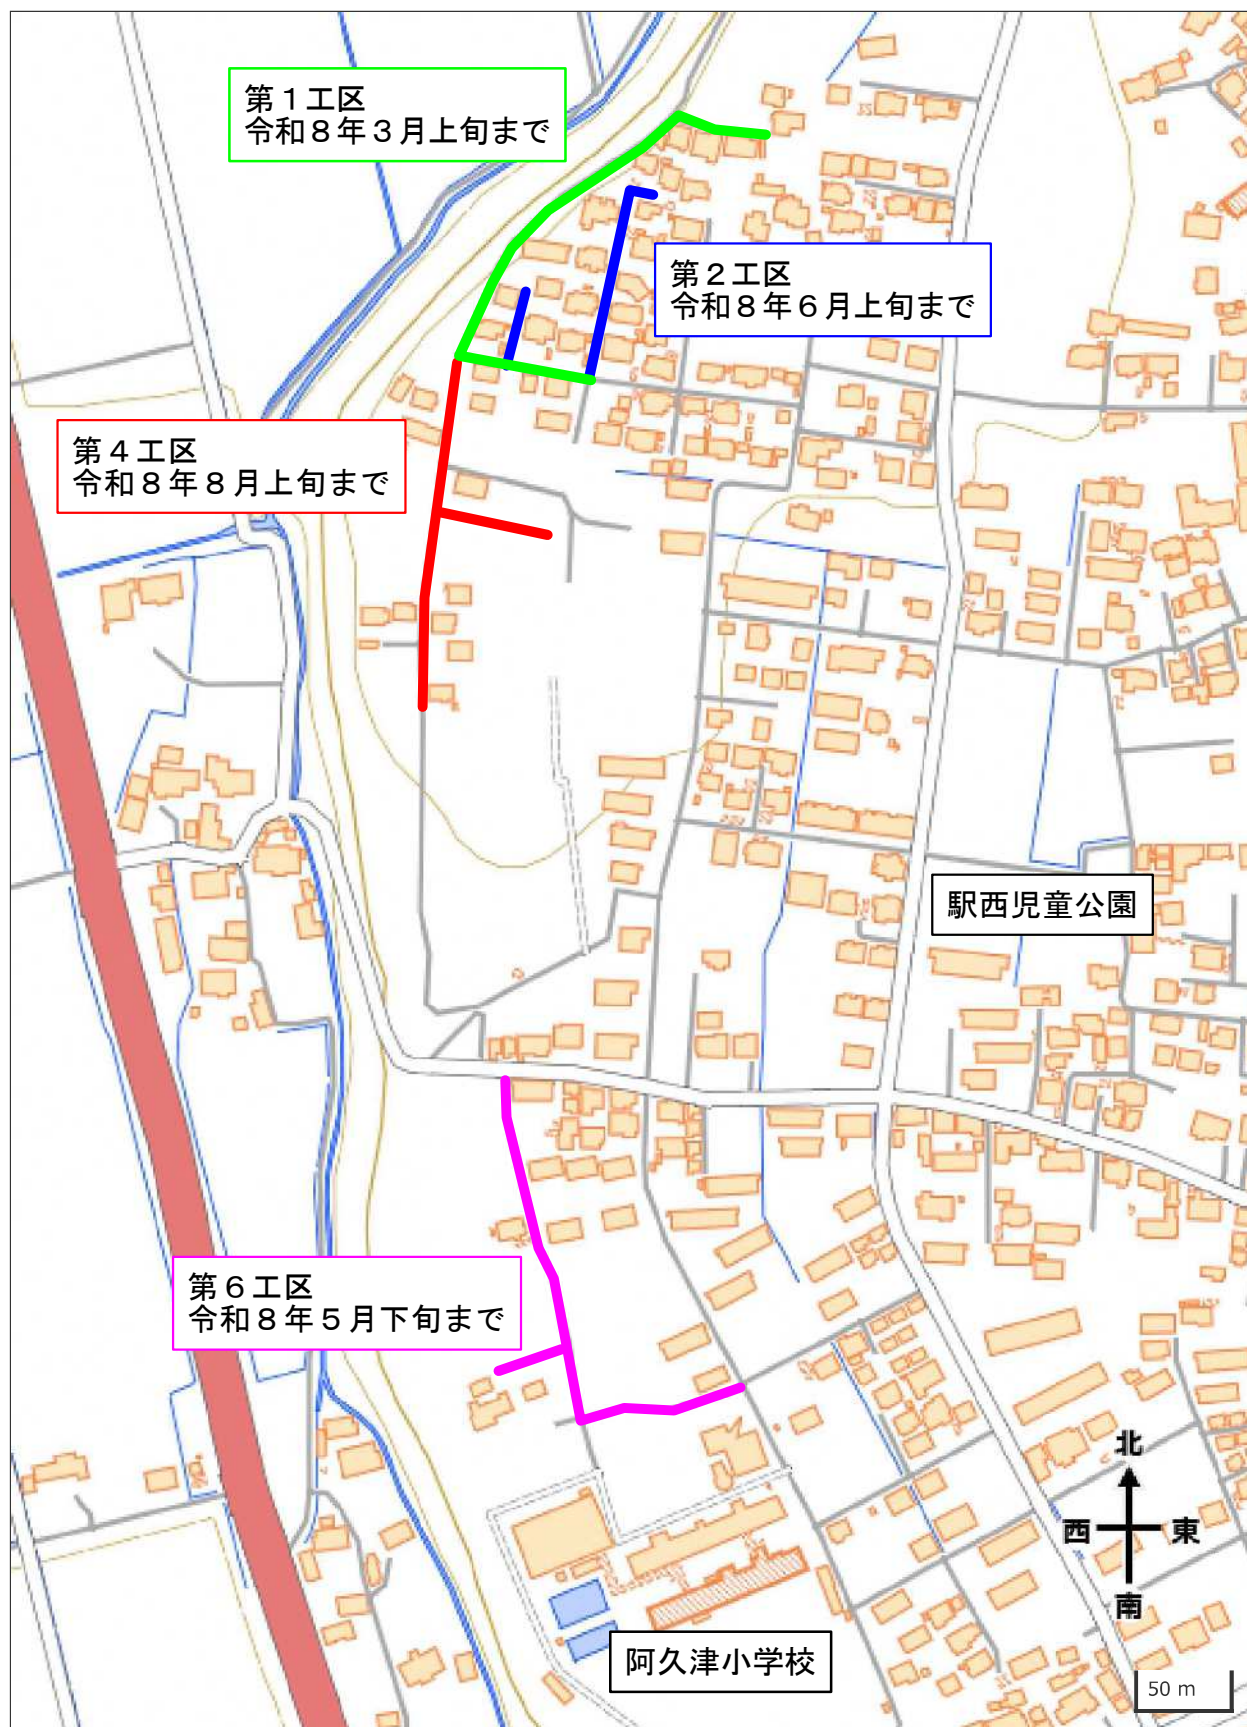 第１工区
令和８年３月上旬まで
第２工区
令和８年６月上旬まで
第４工区
令和８年８月上旬まで
駅西児童公園
第６工区
令和８年５月下旬まで
北
西
東
南
阿久津小学校
50 m